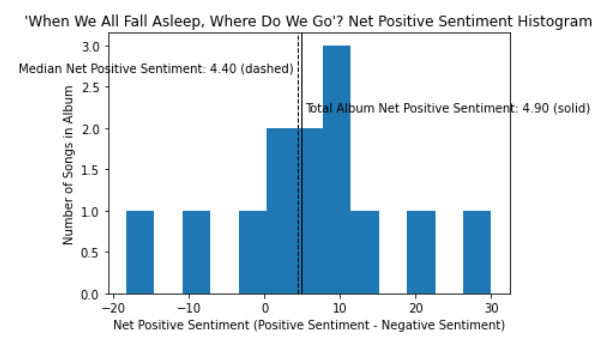 'When We All Fall Asleep, Where Do We Go'? Net Positive Sentiment Histogram
3.0
Median Net Positive Sentiment: 4.40 (dashed)
2.5
Total Album Net Positive Sentiment: 4.90 (solid)
2.0
1.5
1.0
0.5
0.0
Number of Songs in Album
−20 −10 0 10 20 30
Net Positive Sentiment (Positive Sentiment - Negative Sentiment)